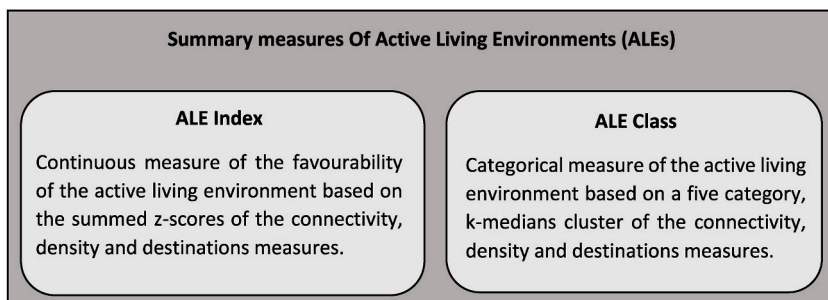 Summary measures Of Active Living Environments (ALEs)
ALE Index
Continuous measure of the favourability
of the active living environment based on
the summed z-scores of the connectivity,
density and destinations measures.
ALE Class
Categorical measure of the active living
environment based on a five category,
k-medians cluster of the connectivity,
density and destinations measures.